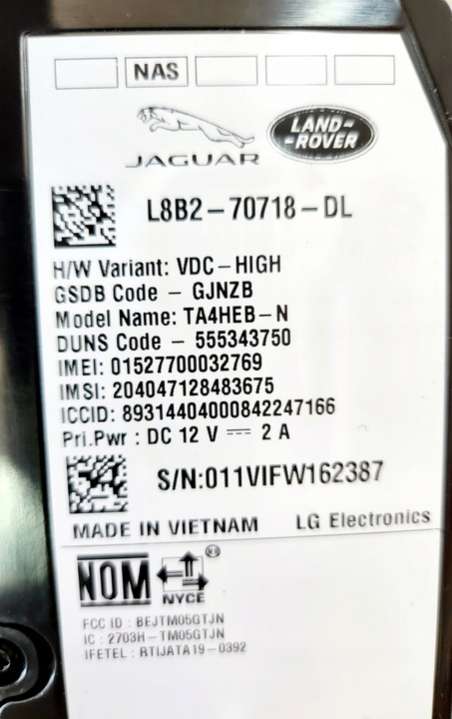 NAS
JAGUAR
LAND-
-ROVER
L8B2-70718-DL
H/W Variant: VDC-HIGH
GSDB Code - GJNZB
Model Name: TA4HEB-N
DUNS Code - 555343750
IMEI: 01527700032769
IMSI: 204047128483675
ICCID: 89314404000842247166
Pri.Pwr : DC 12 V ⎓ 2 A
S/N:011VIFW162387
MADE IN VIETNAM LG Electronics
NOM
NYCE ®
FCC ID : BEJTM05GTJN
IC : 2703H-TM05GTJN
IFETEL : RTIJATA19-0392